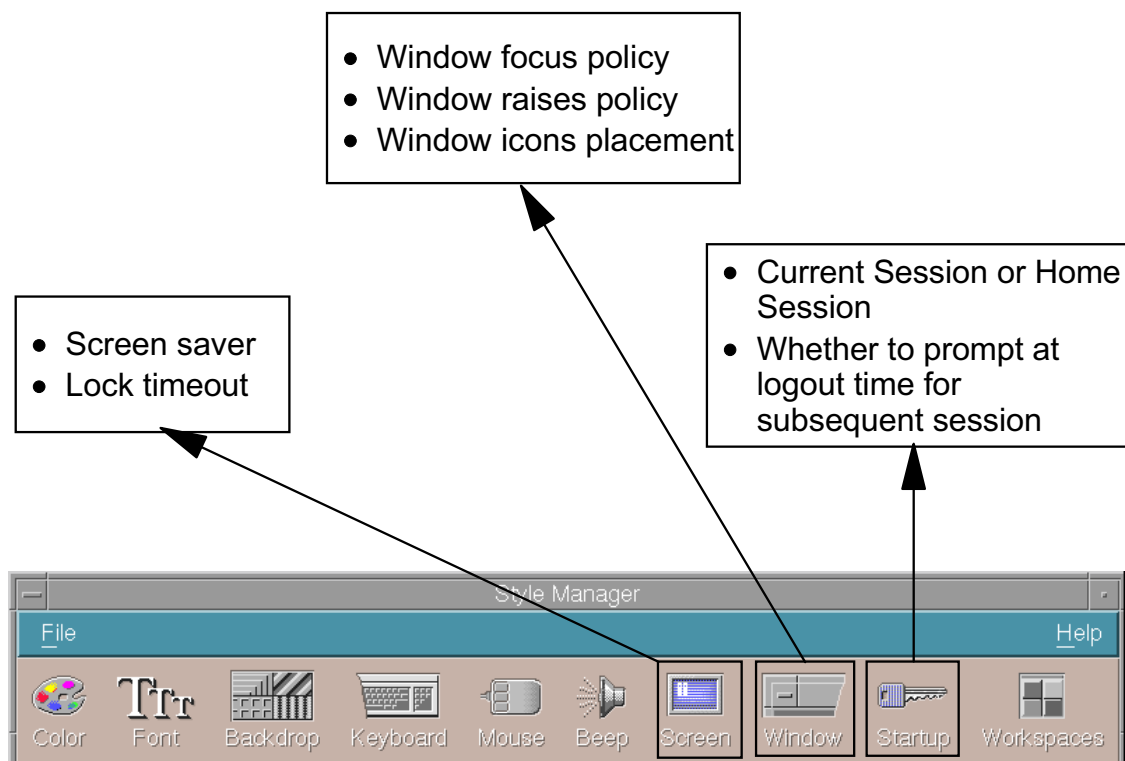 • Window focus policy
• Window raises policy
• Window icons placement
• Current Session or Home
Session
• Whether to prompt at
logout time for
subsequent session
• Screen saver
• Lock timeout
Style Manager
File Help
Color Font Backdrop Keyboard Mouse Beep Screen Window Startup Workspaces